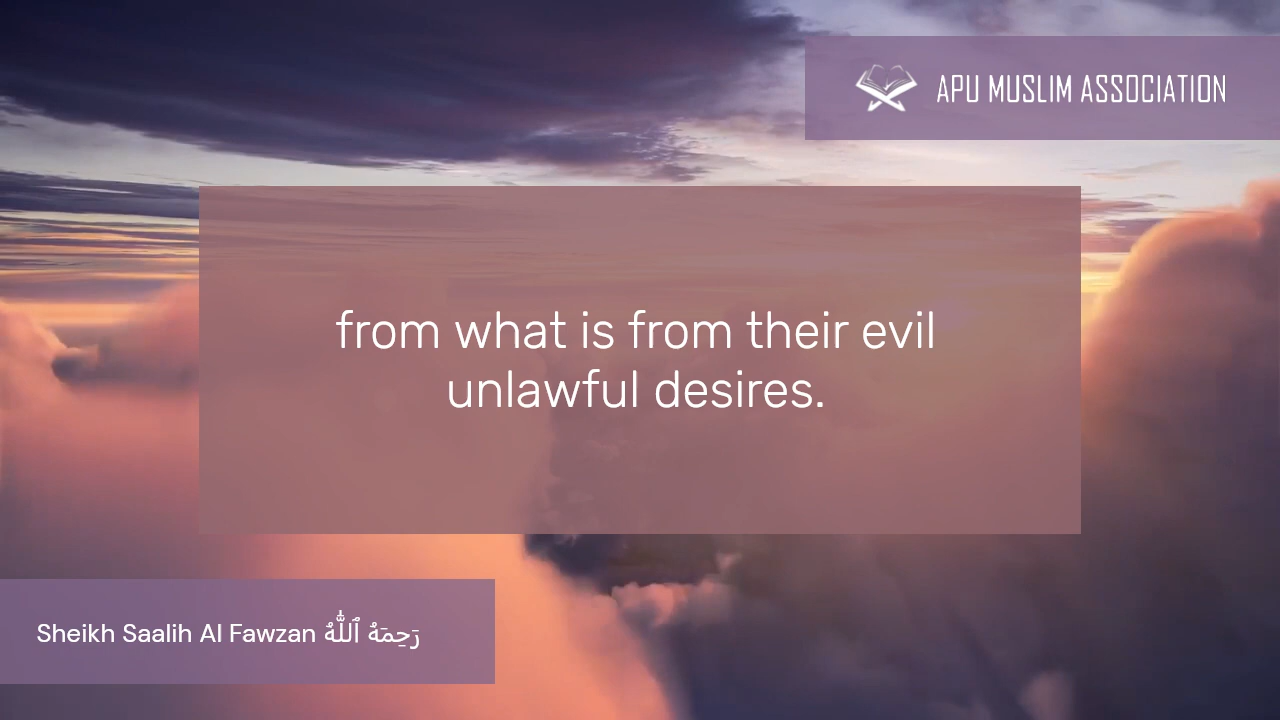 APU MUSLIM ASSOCIATION
from what is from their evil
unlawful desires.
Sheikh Saalih Al Fawzan رَحِمَهُ ٱللَّٰهُ